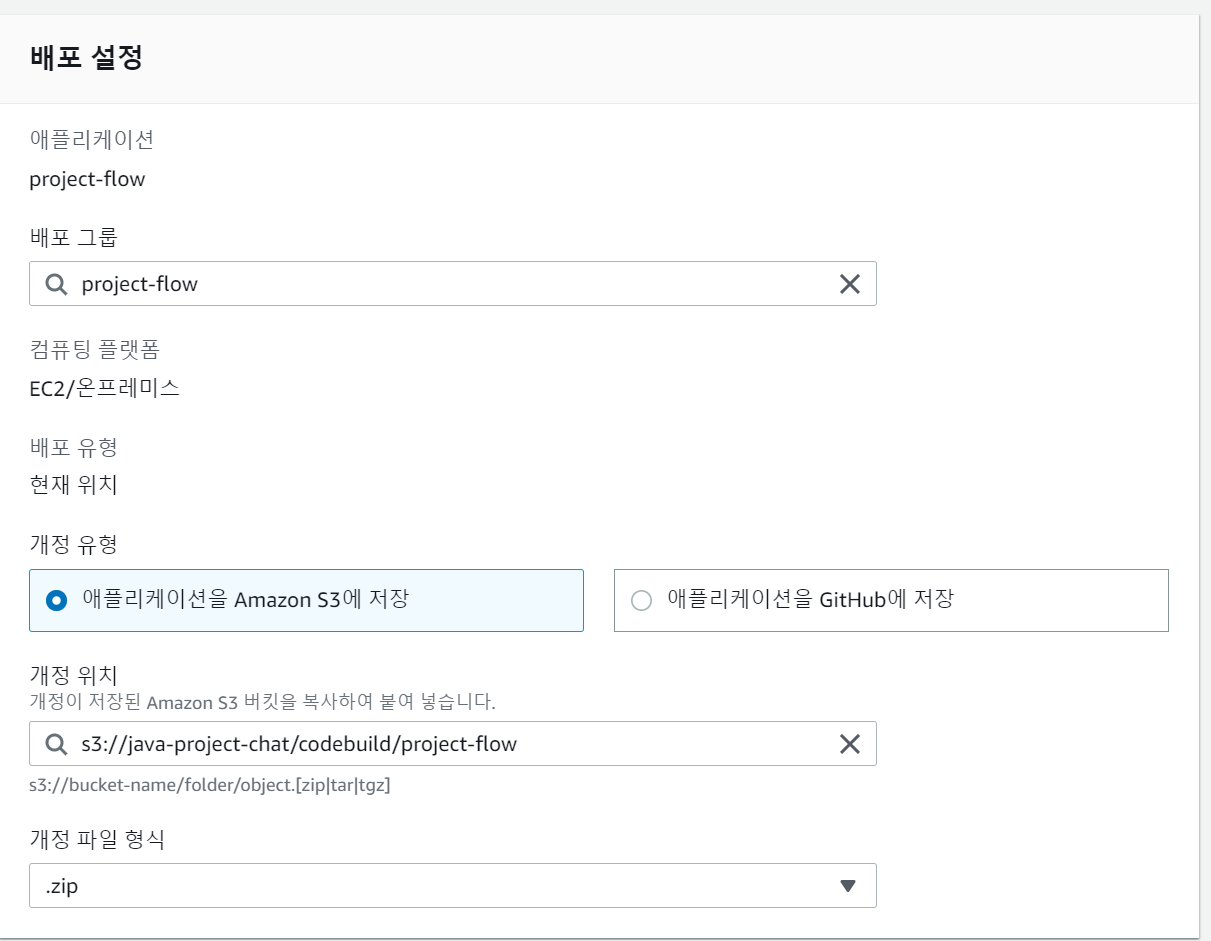 배포 설정
애플리케이션
project-flow
배포 그룹
project-flow
컴퓨팅 플랫폼
EC2/온프레미스
배포 유형
현재 위치
개정 유형
애플리케이션을 Amazon S3에 저장
애플리케이션을 GitHub에 저장
개정 위치
개정이 저장된 Amazon S3 버킷을 복사하여 붙여 넣습니다.
s3://java-project-chat/codebuild/project-flow
s3://bucket-name/folder/object.[zip|tar|tgz]
개정 파일 형식
.zip